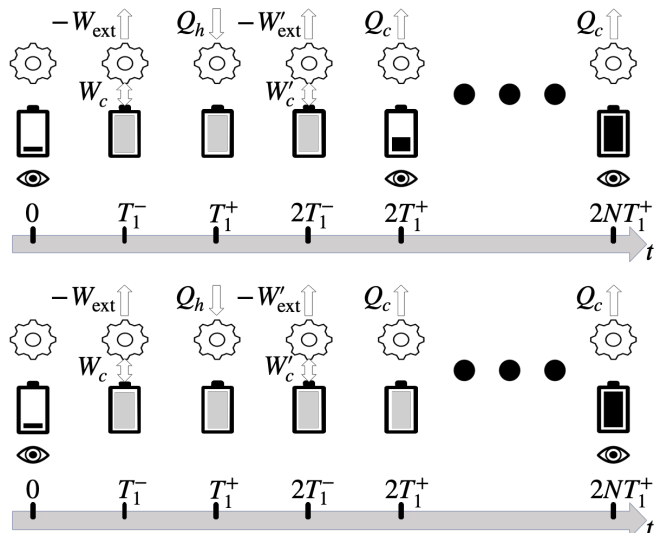 −W_ext Q_h −W′_ext Q_c Q_c
W_c W′_c
0 T_1^− T_1^+ 2T_1^− 2T_1^+ 2NT_1^+
t
−W_ext Q_h −W′_ext Q_c Q_c
W_c W′_c
0 T_1^− T_1^+ 2T_1^− 2T_1^+ 2NT_1^+
t